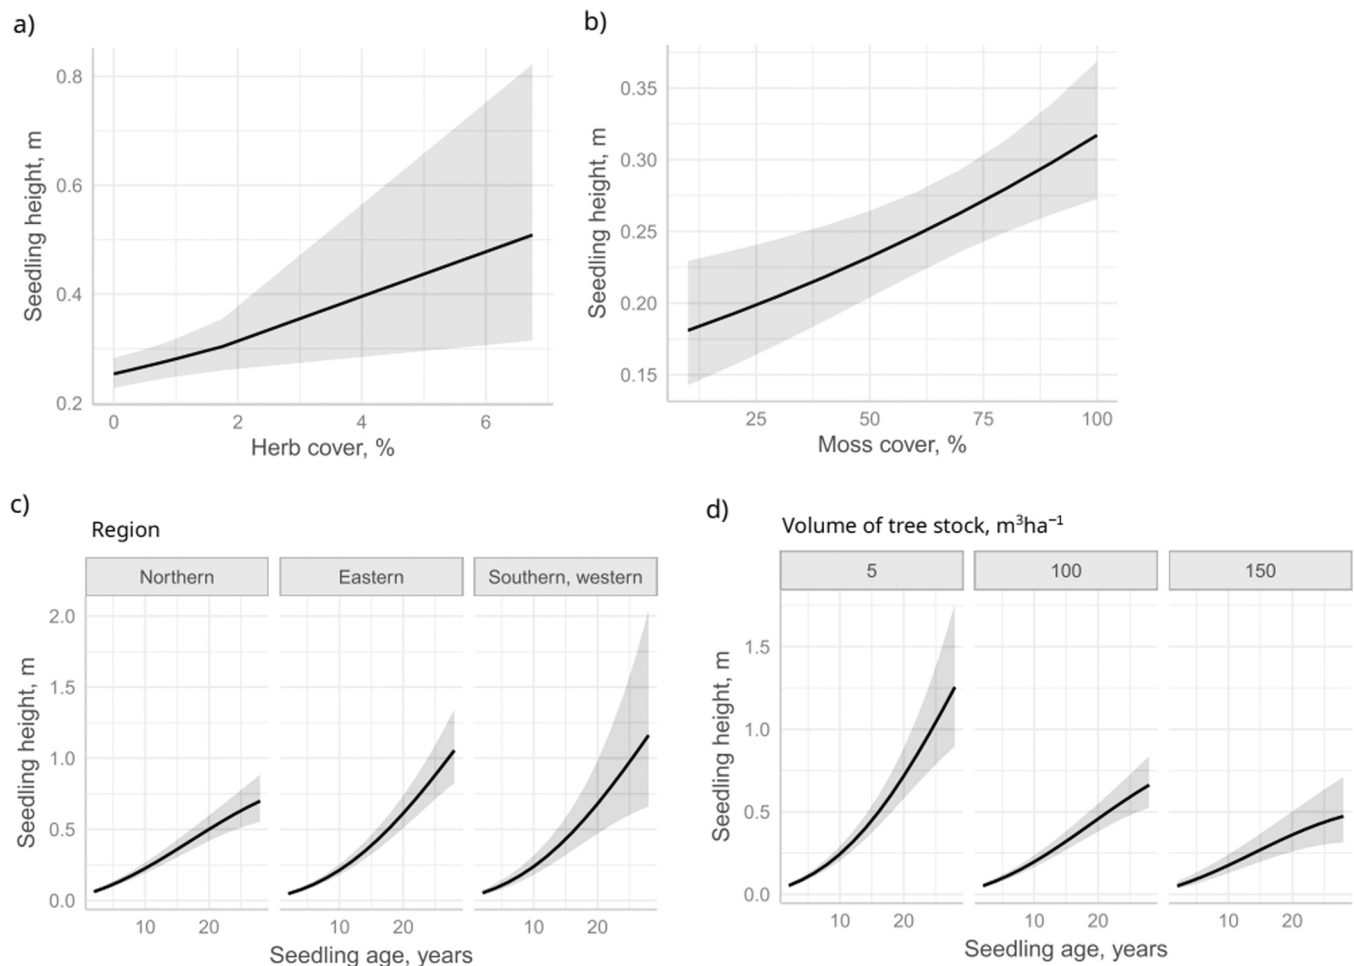 a)
Seedling height, m
0.8
0.6
0.4
0.2
0 2 4 6
Herb cover, %
b)
Seedling height, m
0.35
0.30
0.25
0.20
0.15
25 50 75 100
Moss cover, %
c)
Region
Northern Eastern Southern, western
Seedling height, m
2.0
1.5
1.0
0.5
0.0
10 20 10 20 10 20
Seedling age, years
d)
Volume of tree stock, m³ha⁻¹
5 100 150
Seedling height, m
1.5
1.0
0.5
0.0
10 20 10 20 10 20
Seedling age, years